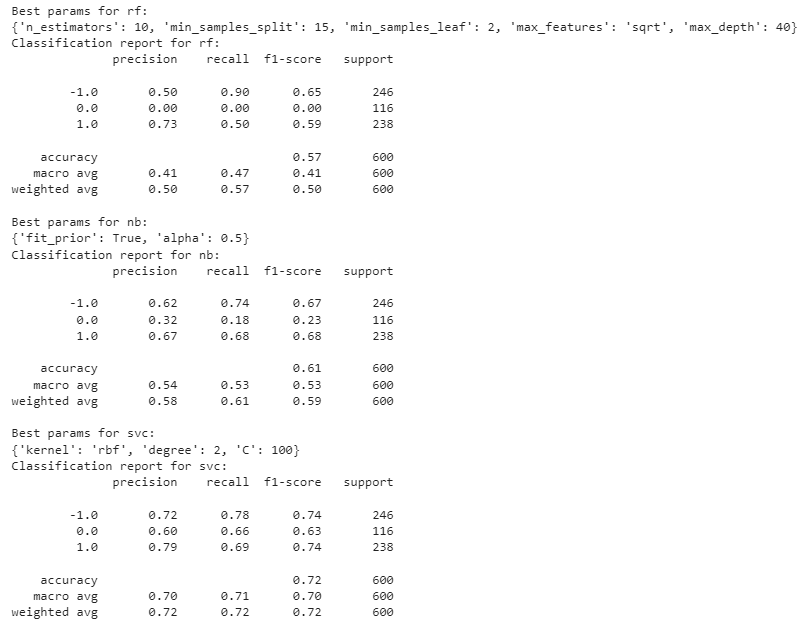 Best params for rf:
{'n_estimators': 10, 'min_samples_split': 15, 'min_samples_leaf': 2, 'max_features': 'sqrt', 'max_depth': 40}
Classification report for rf:
              precision    recall  f1-score   support

        -1.0       0.50      0.90      0.65       246
         0.0       0.00      0.00      0.00       116
         1.0       0.73      0.50      0.59       238

    accuracy                           0.57       600
   macro avg       0.41      0.47      0.41       600
weighted avg       0.50      0.57      0.50       600

Best params for nb:
{'fit_prior': True, 'alpha': 0.5}
Classification report for nb:
              precision    recall  f1-score   support

        -1.0       0.62      0.74      0.67       246
         0.0       0.32      0.18      0.23       116
         1.0       0.67      0.68      0.68       238

    accuracy                           0.61       600
   macro avg       0.54      0.53      0.53       600
weighted avg       0.58      0.61      0.59       600

Best params for svc:
{'kernel': 'rbf', 'degree': 2, 'C': 100}
Classification report for svc:
              precision    recall  f1-score   support

        -1.0       0.72      0.78      0.74       246
         0.0       0.60      0.66      0.63       116
         1.0       0.79      0.69      0.74       238

    accuracy                           0.72       600
   macro avg       0.70      0.71      0.70       600
weighted avg       0.72      0.72      0.72       600